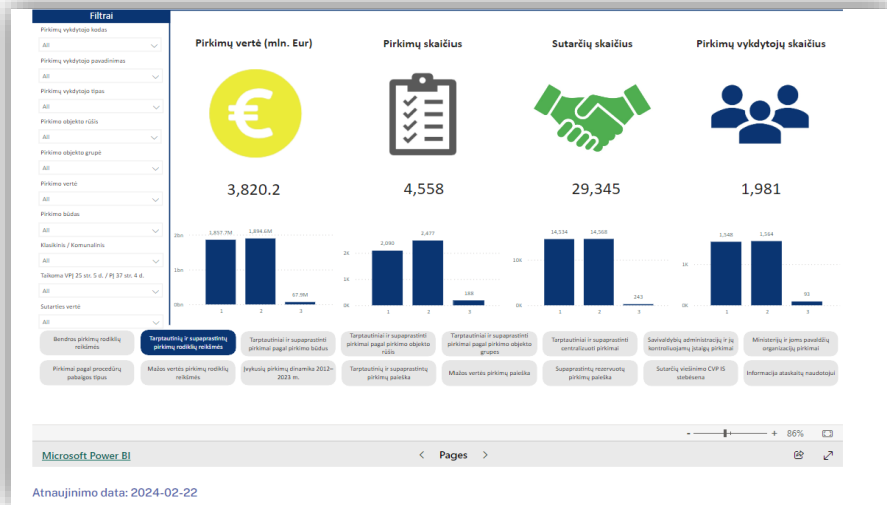 Filtrai
Pirkimų vykdytojo kodas
All
Pirkimų vykdytojo pavadinimas
All
Pirkimų vykdytojo tipas
All
Pirkimo objekto rūšis
All
Pirkimo objekto grupė
All
Pirkimo vertė
All
Pirkimo būdas
All
Klasikinis / Komunalinis
All
Taikoma VPĮ 25 str. 5 d. / PĮ 37 str. 4 d.
All
Sutarties vertė
All
Pirkimų vertė (mln. Eur)
3,820.2
2bn
1bn
0bn
1,857.7M
1,894.6M
67.9M
1 2 3
Pirkimų skaičius
4,558
2K
1K
0K
2,477
1 2 3
Sutarčių skaičius
29,345
10K
0K
14,534
14,568
243
1 2 3
Pirkimų vykdytojų skaičius
1,981
1K
0K
1 2 3
Bendros pirkimų rodiklių
reikšmės
Tarptautinių ir supaprastintų
pirkimų rodiklių reikšmės
Tarptautiniai ir supaprastinti
pirkimai pagal pirkimo būdus
Tarptautiniai ir supaprastinti
pirkimai pagal pirkimo objekto
rūšis
Tarptautiniai ir supaprastinti
pirkimai pagal pirkimo objekto
grupes
Tarptautiniai ir supaprastinti
centralizuoti pirkimai
Savivaldybių administracijų ir jų
kontroliuojamų įstaigų pirkimai
Ministerijų ir joms pavaldžių
organizacijų pirkimai
Pirkimai pagal procedūrų
pabaigos tipus
Mažos vertės pirkimų rodiklių
reikšmės
Įvykusių pirkimų dinamika 2012–
2023 m.
Tarptautinių ir supaprastintų
pirkimų paieška
Mažos vertės pirkimų paieška
Supaprastintų rezervuotų
pirkimų paieška
Sutarčių viešinimo CVP IS
stebėsena
Informacija ataskaitų naudotojui
- + 86%
Microsoft Power BI
< Pages >
Atnaujinimo data: 2024-02-22